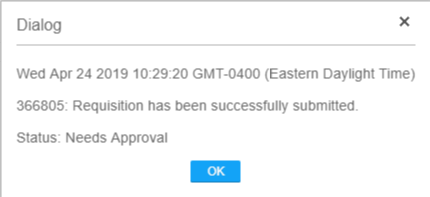 Dialog
Wed Apr 24 2019 10:29:20 GMT-0400 (Eastern Daylight Time)
366805: Requisition has been successfully submitted.
Status: Needs Approval
OK